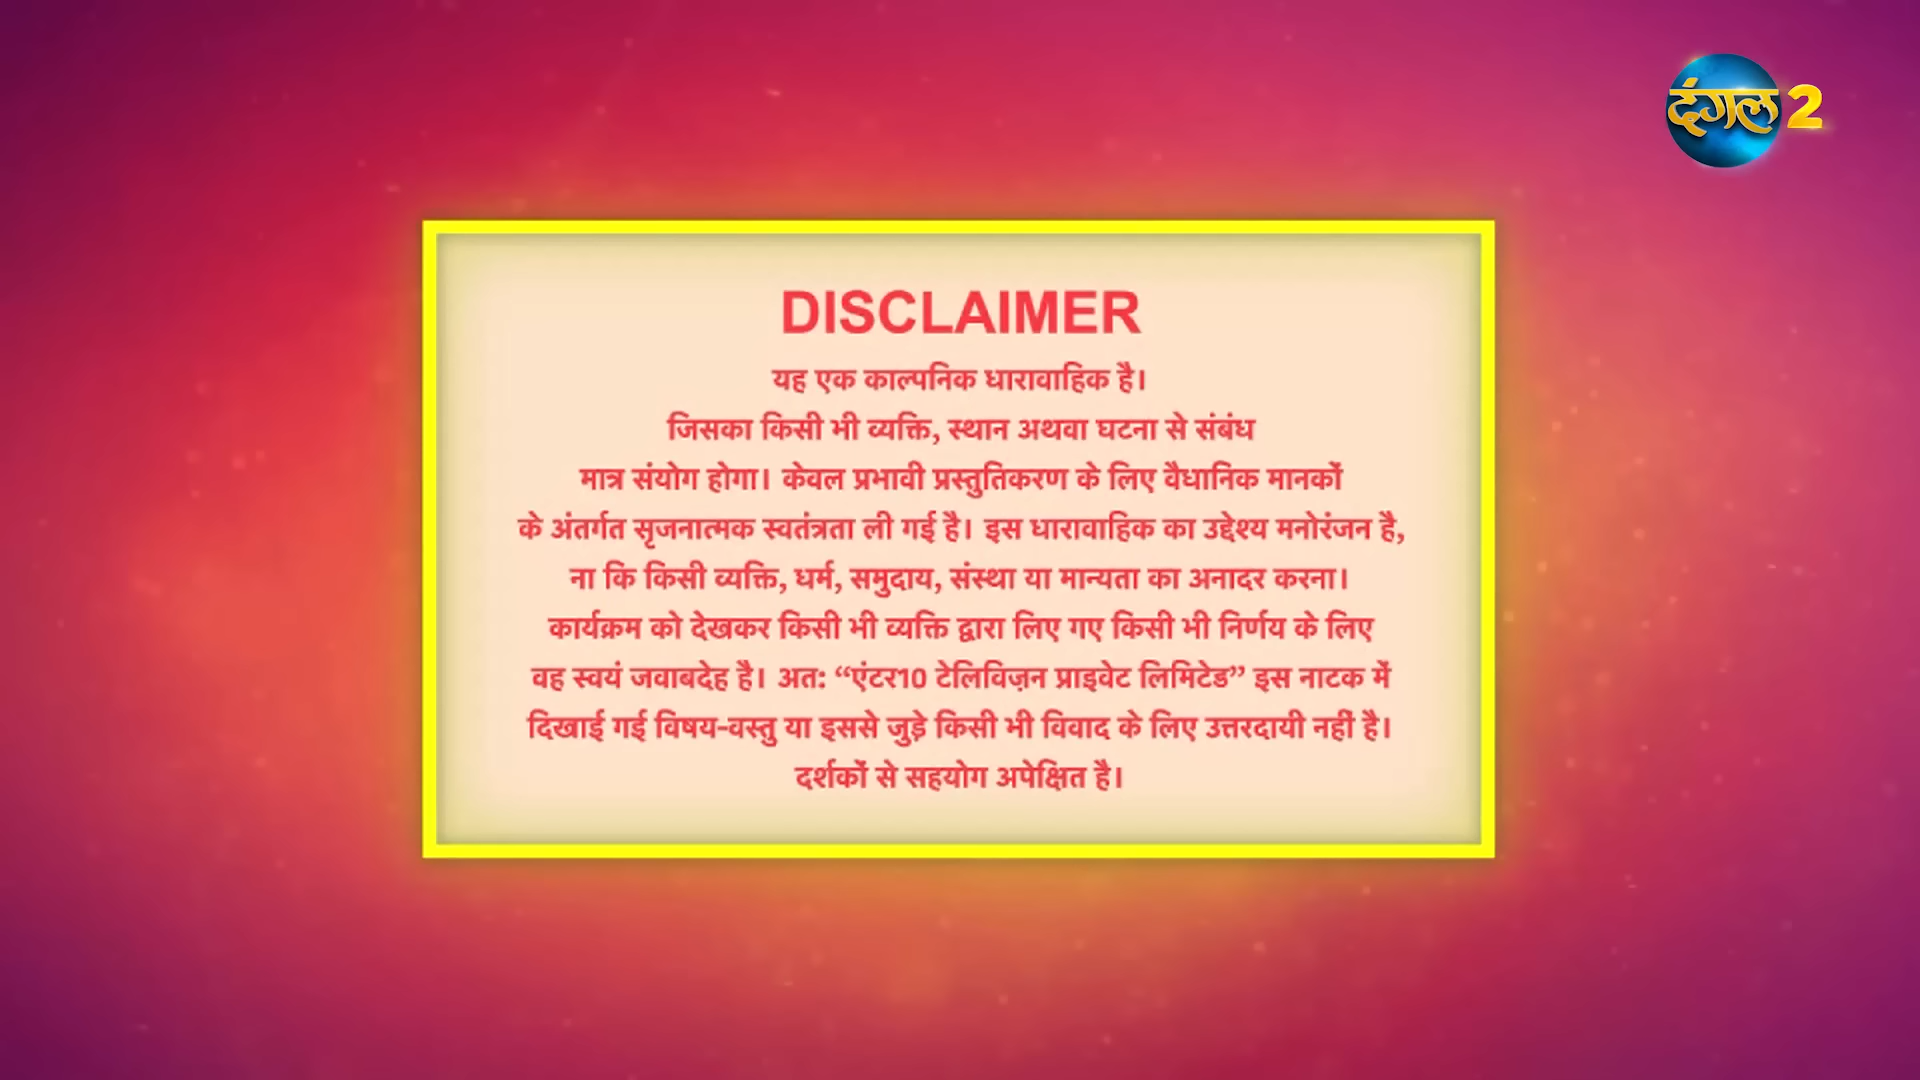 दंगल 2
DISCLAIMER
यह एक काल्पनिक धारावाहिक है।
जिसका किसी भी व्यक्ति, स्थान अथवा घटना से संबंध
मात्र संयोग होगा। केवल प्रभावी प्रस्तुतिकरण के लिए वैधानिक मानकों
के अंतर्गत सृजनात्मक स्वतंत्रता ली गई है। इस धारावाहिक का उद्देश्य मनोरंजन है,
ना कि किसी व्यक्ति, धर्म, समुदाय, संस्था या मान्यता का अनादर करना।
कार्यक्रम को देखकर किसी भी व्यक्ति द्वारा लिए गए किसी भी निर्णय के लिए
वह स्वयं जवाबदेह है। अत: “एंटर10 टेलिविज़न प्राइवेट लिमिटेड” इस नाटक में
दिखाई गई विषय-वस्तु या इससे जुड़े किसी भी विवाद के लिए उत्तरदायी नहीं है।
दर्शकों से सहयोग अपेक्षित है।